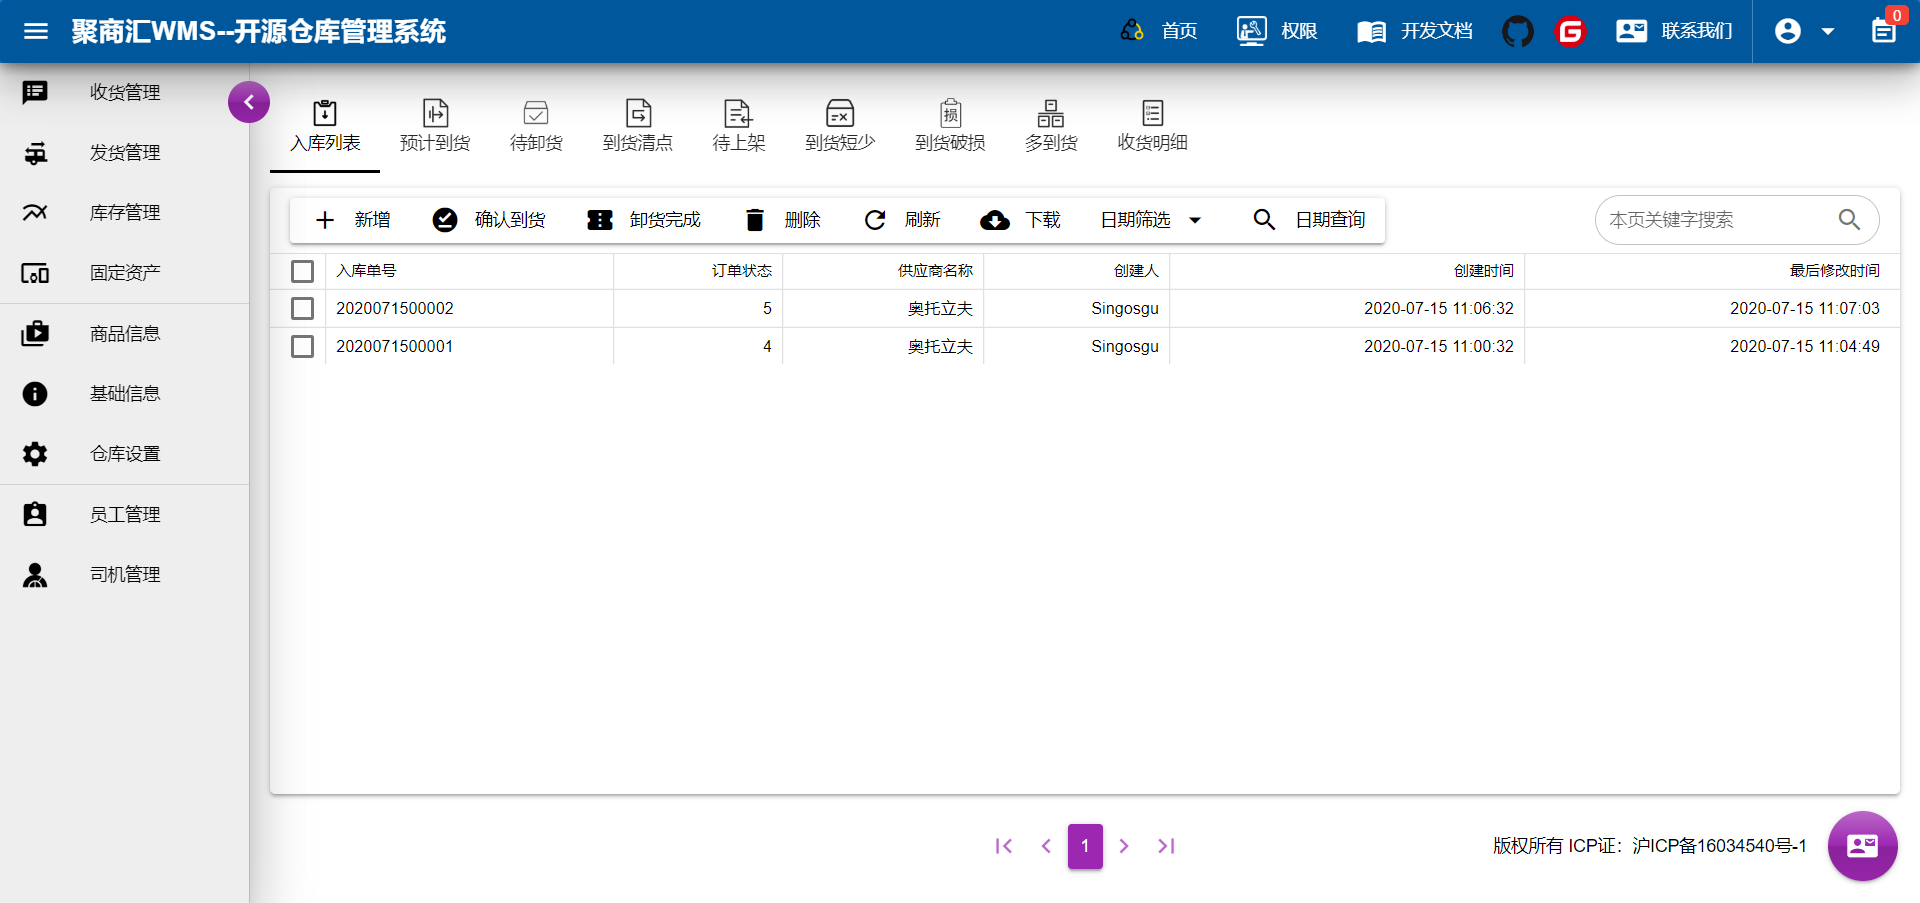 聚商汇WMS--开源仓库管理系统
首页
权限
开发文档
G
联系我们
0
收货管理
发货管理
库存管理
固定资产
商品信息
基础信息
仓库设置
员工管理
司机管理
入库列表
预计到货
待卸货
到货清点
待上架
到货短少
损
到货破损
多到货
收货明细
新增
确认到货
卸货完成
删除
刷新
下载
日期筛选
日期查询
本页关键字搜索
入库单号 订单状态 供应商名称 创建人 创建时间 最后修改时间
2020071500002 5 奥托立夫 Singosgu 2020-07-15 11:06:32 2020-07-15 11:07:03
2020071500001 4 奥托立夫 Singosgu 2020-07-15 11:00:32 2020-07-15 11:04:49
1
版权所有 ICP证：沪ICP备16034540号-1